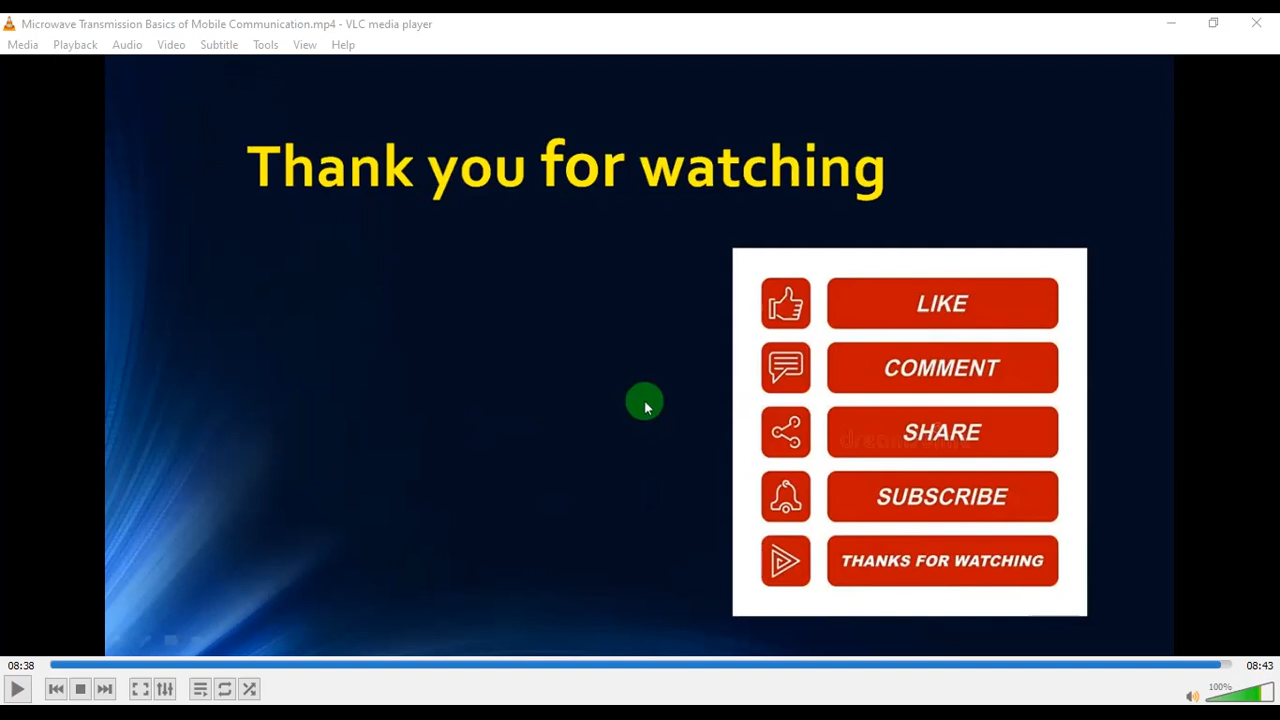 Microwave Transmission Basics of Mobile Communication.mp4 - VLC media player
Media Playback Audio Video Subtitle Tools View Help
Thank you for watching
LIKE
COMMENT
SHARE
SUBSCRIBE
THANKS FOR WATCHING
08:38
08:43
100%